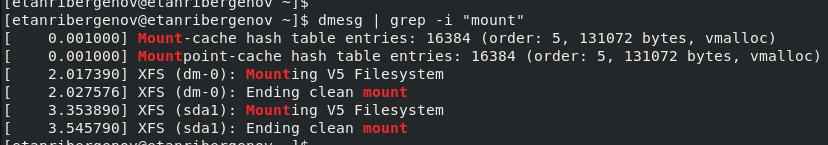 [etanribergenov@etanribergenov ~]$
[etanribergenov@etanribergenov ~]$ dmesg | grep -i "mount"
[    0.001000] Mount-cache hash table entries: 16384 (order: 5, 131072 bytes, vmalloc)
[    0.001000] Mountpoint-cache hash table entries: 16384 (order: 5, 131072 bytes, vmalloc)
[    2.017390] XFS (dm-0): Mounting V5 Filesystem
[    2.027576] XFS (dm-0): Ending clean mount
[    3.353890] XFS (sda1): Mounting V5 Filesystem
[    3.545790] XFS (sda1): Ending clean mount
[etanribergenov@etanribergenov ~]$